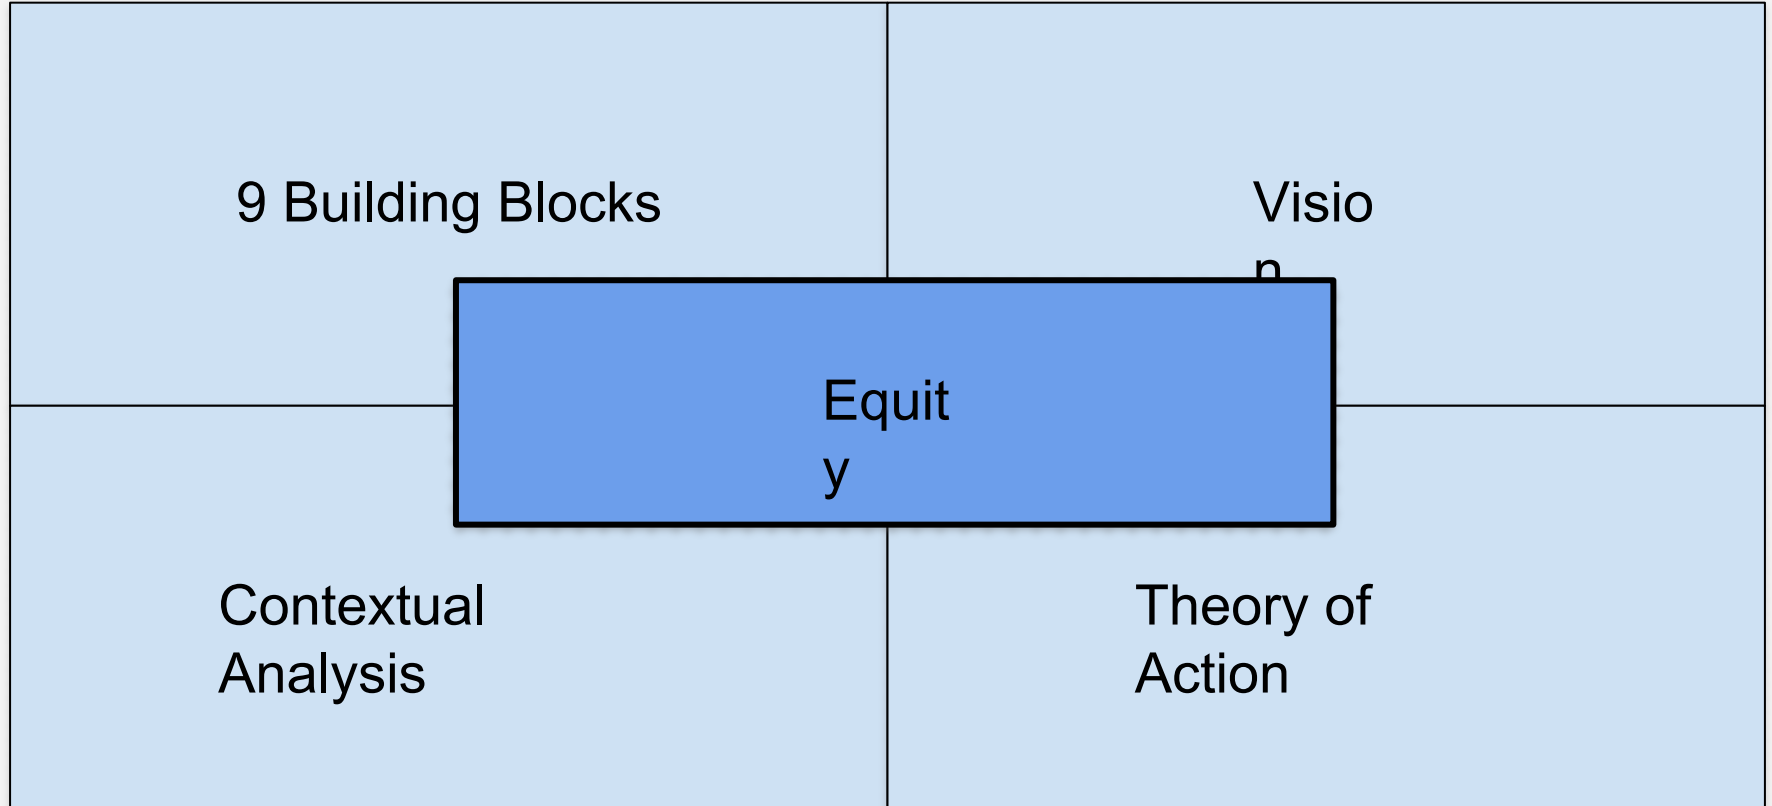 9 Building Blocks
Visio
n
Equit
y
Contextual
Analysis
Theory of
Action